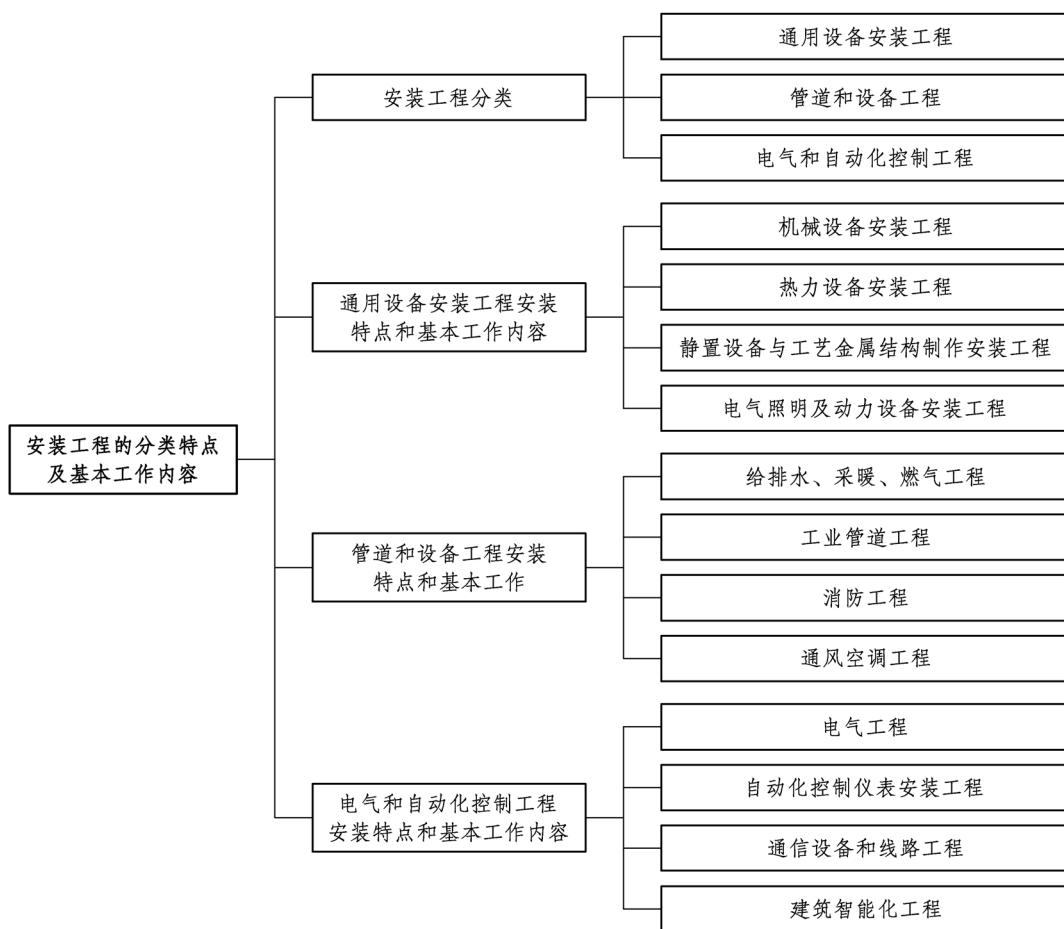 安装工程的分类特点
及基本工作内容
安装工程分类
通用设备安装工程
管道和设备工程
电气和自动化控制工程
通用设备安装工程安装
特点和基本工作内容
机械设备安装工程
热力设备安装工程
静置设备与工艺金属结构制作安装工程
电气照明及动力设备安装工程
管道和设备工程安装
特点和基本工作
给排水、采暖、燃气工程
工业管道工程
消防工程
通风空调工程
电气和自动化控制工程
安装特点和基本工作内容
电气工程
自动化控制仪表安装工程
通信设备和线路工程
建筑智能化工程